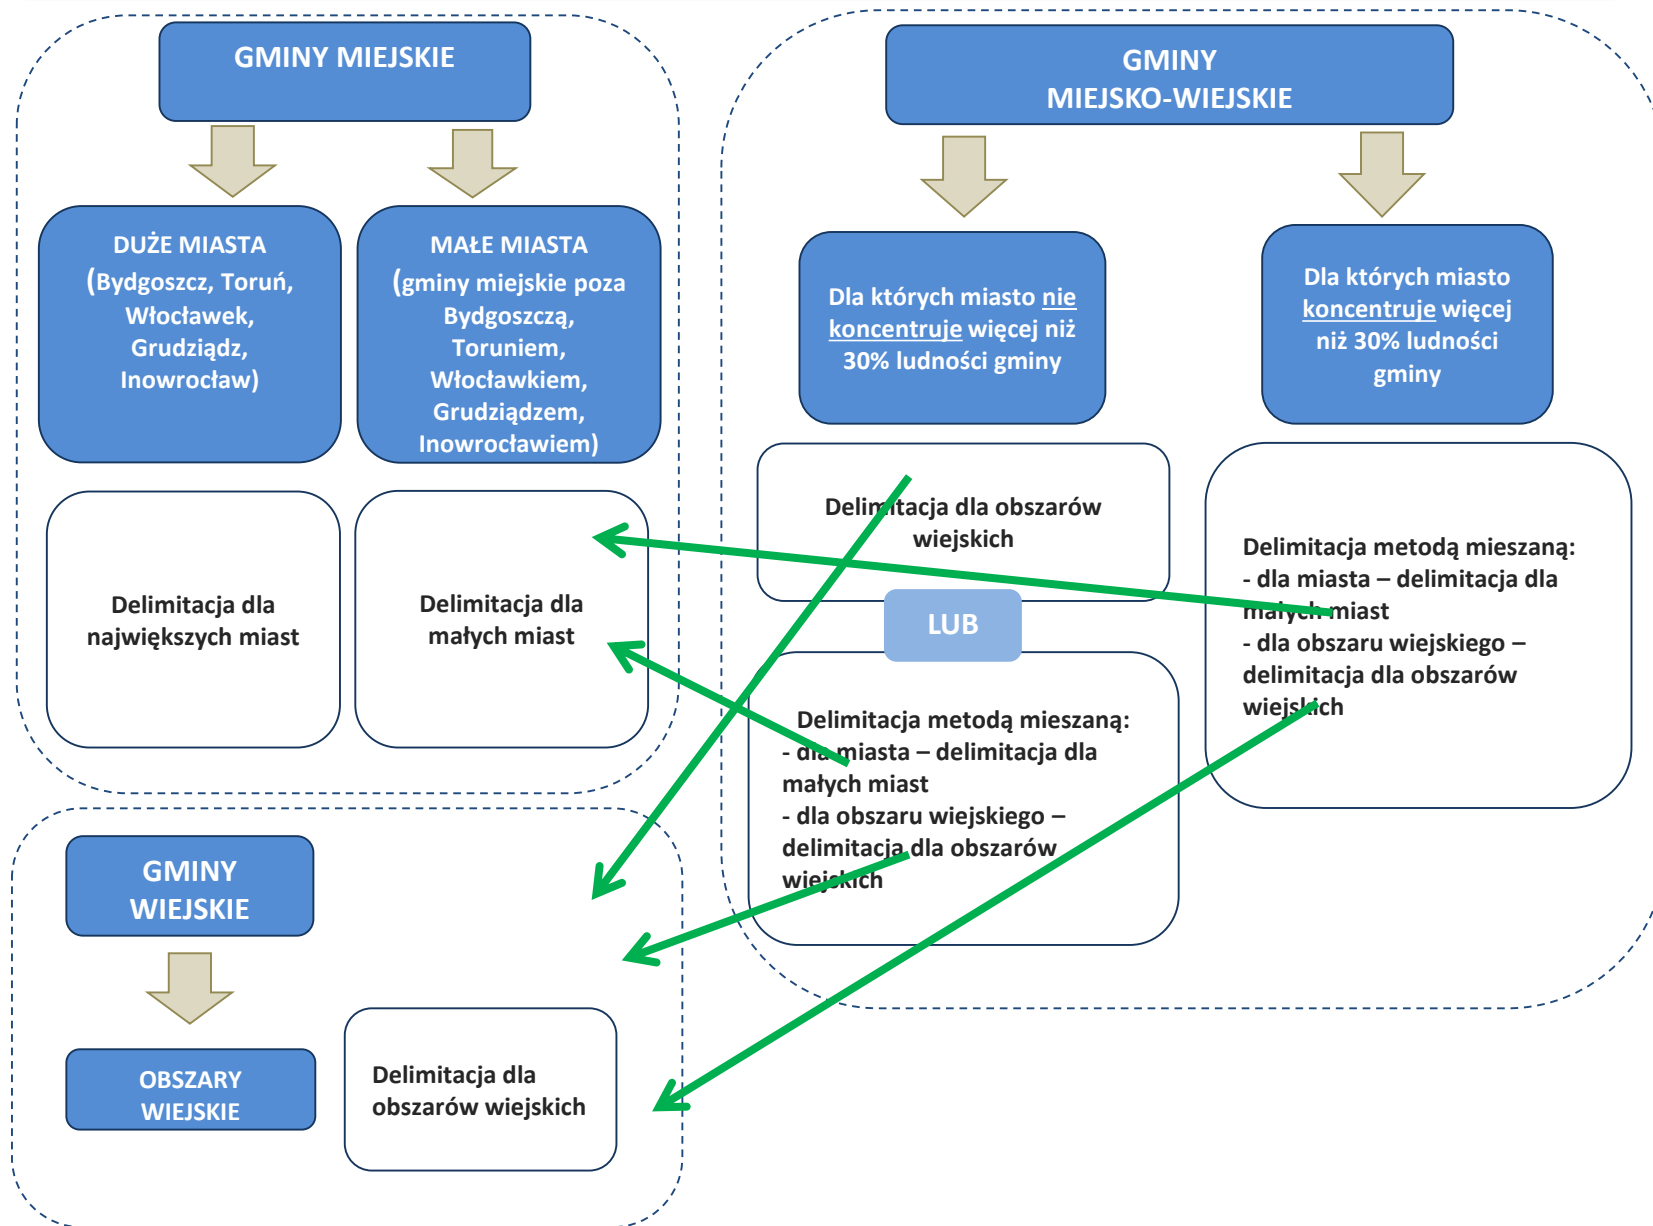 GMINY MIEJSKIE
DUŻE MIASTA
(Bydgoszcz, Toruń,
Włocławek,
Grudziądz,
Inowrocław)
MAŁE MIASTA
(gminy miejskie poza
Bydgoszczą,
Toruniem,
Włocławkiem,
Grudziądzem,
Inowrocławiem)
Delimitacja dla
największych miast
Delimitacja dla
małych miast
GMINY
MIEJSKO-WIEJSKIE
Dla których miasto nie
koncentruje więcej niż
30% ludności gminy
Dla których miasto
koncentruje więcej
niż 30% ludności
gminy
Delimitacja dla obszarów
wiejskich
LUB
Delimitacja metodą mieszaną:
- dla miasta – delimitacja dla
małych miast
- dla obszaru wiejskiego –
delimitacja dla obszarów
wiejskich
Delimitacja metodą mieszaną:
- dla miasta – delimitacja dla
małych miast
- dla obszaru wiejskiego –
delimitacja dla obszarów
wiejskich
GMINY
WIEJSKIE
OBSZARY
WIEJSKIE
Delimitacja dla
obszarów wiejskich